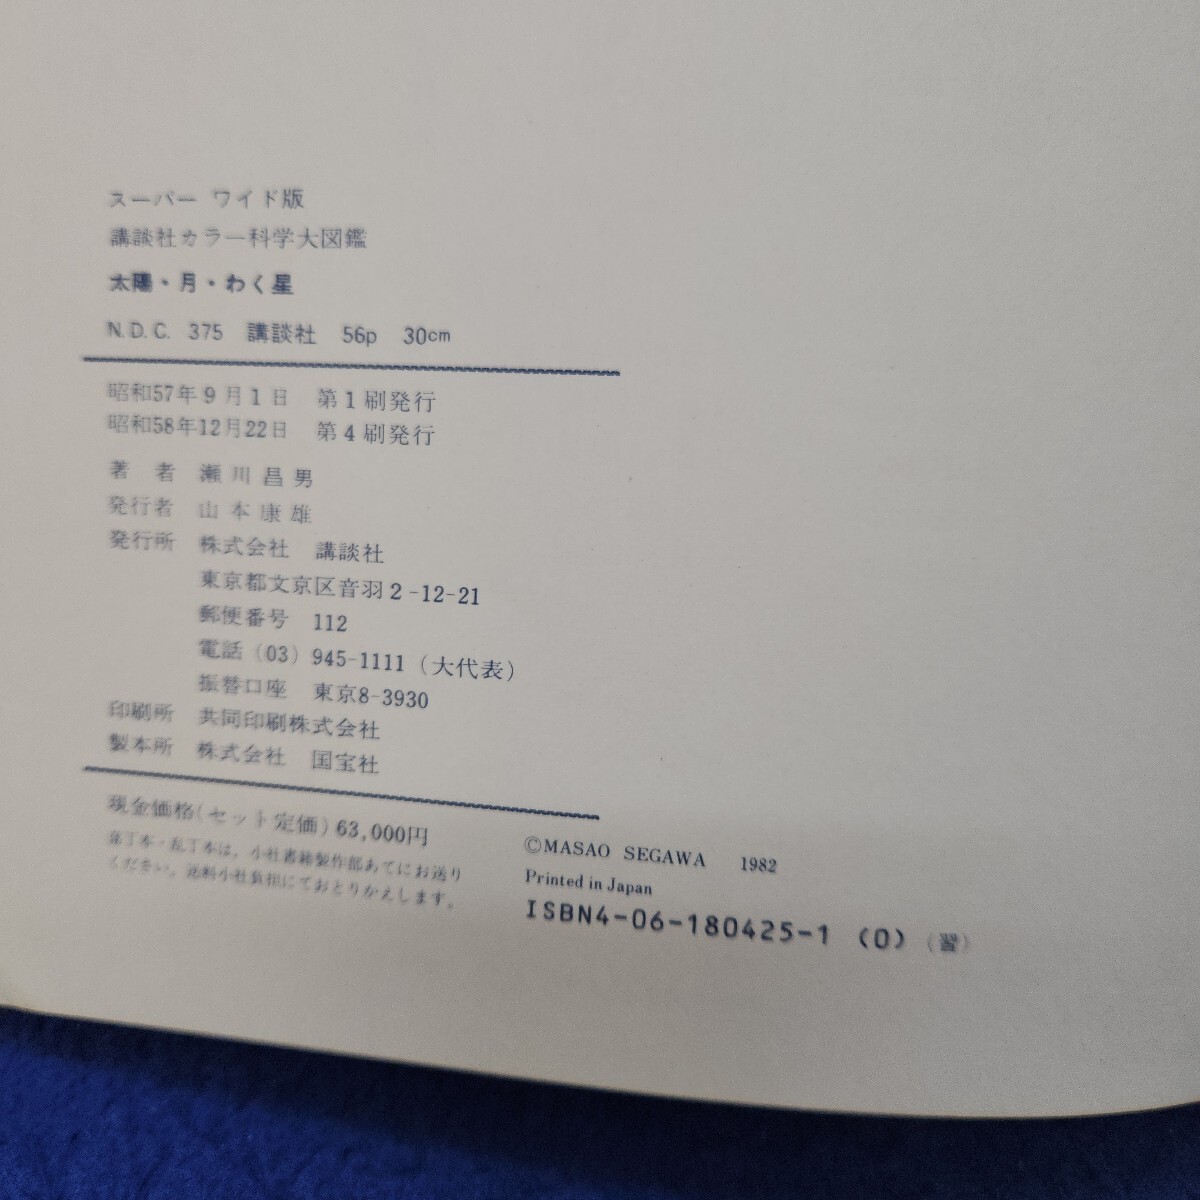 スーパー ワイド版
講談社カラー科学大図鑑
太陽・月・わく星
N.D.C. 375 講談社 56p 30cm
昭和57年9月1日 第1刷発行
昭和58年12月22日 第4刷発行
著 者 瀬川昌男
発行者 山本康雄
発行所 株式会社 講談社
東京都文京区音羽2-12-21
郵便番号 112
電話 (03) 945-1111 (大代表)
振替口座 東京8-3930
印刷所 共同印刷株式会社
製本所 株式会社 国宝社
現金価格(セット定価) 63,000円
落丁本・乱丁本は、小社書籍製作部あてにお送り
ください。送料小社負担にておとりかえします。
©MASAO SEGAWA 1982
Printed in Japan
ISBN4-06-180425-1 (0) (習)